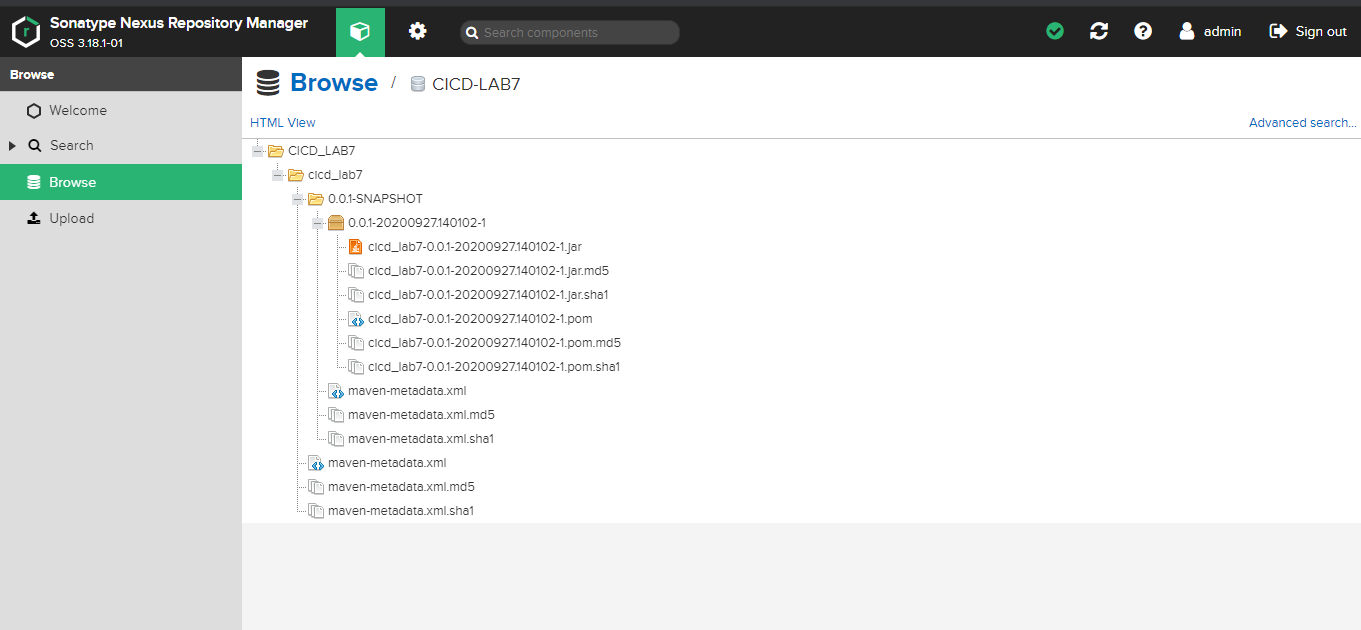 Sonatype Nexus Repository Manager
OSS 3.18.1-01
Search components
admin
Sign out
Browse
Welcome
Search
Browse
Upload
Browse / CICD-LAB7
HTML View
Advanced search...
CICD_LAB7
cicd_lab7
0.0.1-SNAPSHOT
0.0.1-20200927.140102-1
cicd_lab7-0.0.1-20200927.140102-1.jar
cicd_lab7-0.0.1-20200927.140102-1.jar.md5
cicd_lab7-0.0.1-20200927.140102-1.jar.sha1
cicd_lab7-0.0.1-20200927.140102-1.pom
cicd_lab7-0.0.1-20200927.140102-1.pom.md5
cicd_lab7-0.0.1-20200927.140102-1.pom.sha1
maven-metadata.xml
maven-metadata.xml.md5
maven-metadata.xml.sha1
maven-metadata.xml
maven-metadata.xml.md5
maven-metadata.xml.sha1